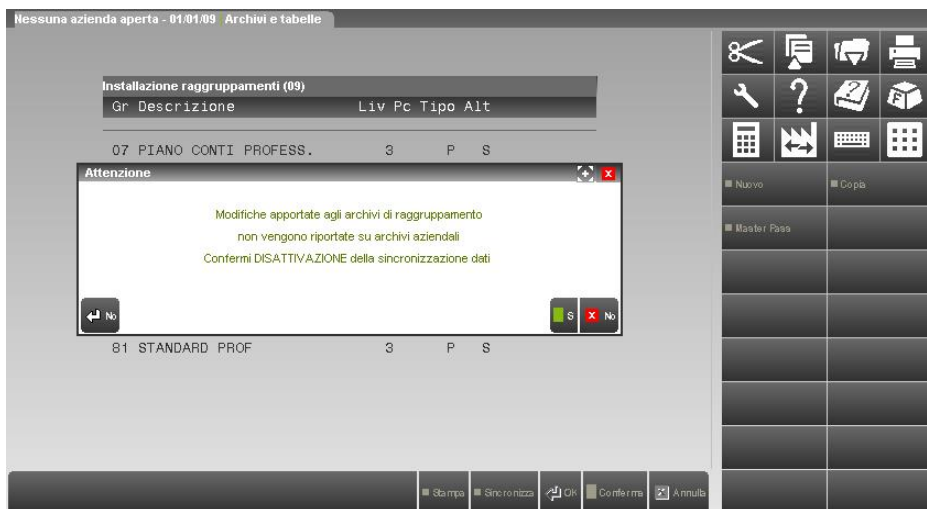 Nessuna azienda aperta - 01/01/09 Archivi e tabelle
Installazione raggruppamenti (09)
Gr Descrizione Liv Pc Tipo Alt
07 PIANO CONTI PROFESS. 3 P S
Attenzione
Modifiche apportate agli archivi di raggruppamento
non vengono riportate su archivi aziendali
Confermi DISATTIVAZIONE della sincronizzazione dati
No S No
81 STANDARD PROF 3 P S
Stampa Sincronizza OK Conferma Annulla
Nuovo Copia
Master Pass